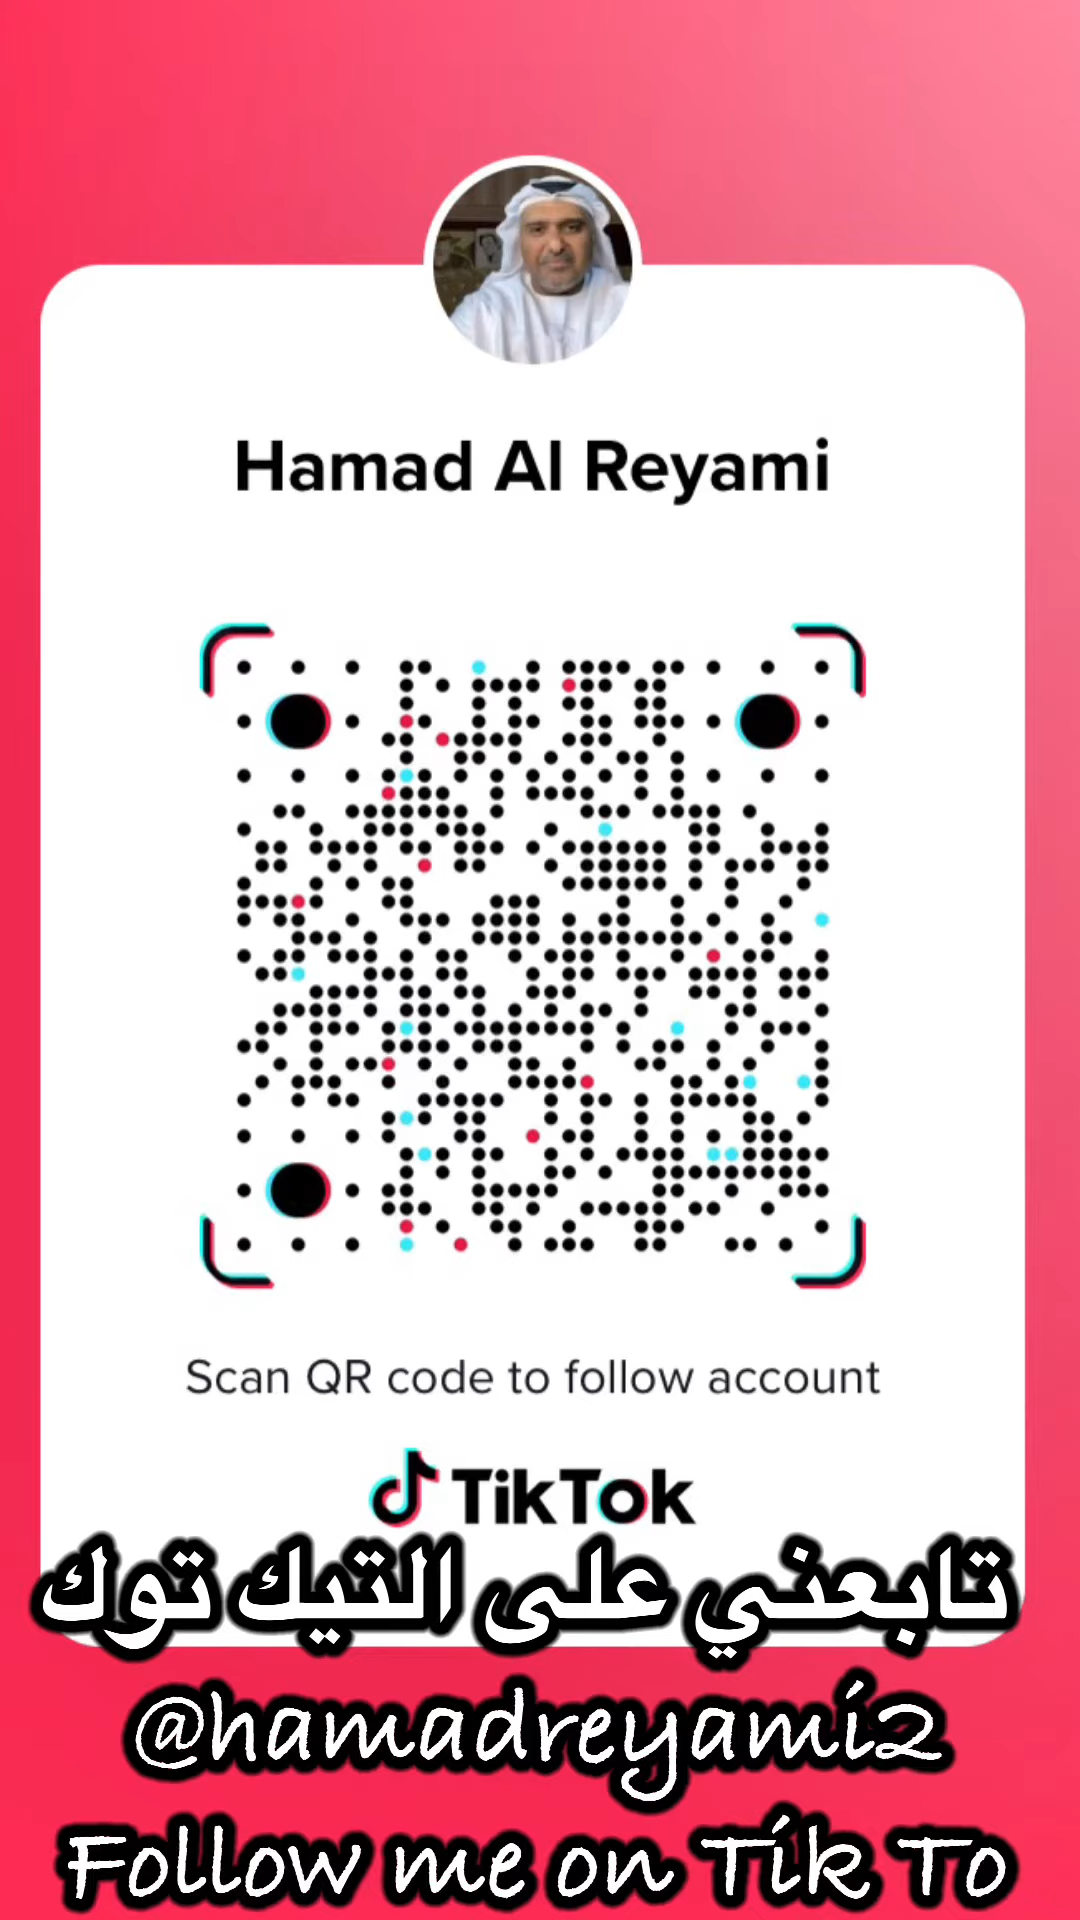 Hamad Al Reyami
Scan QR code to follow account
TikTok
تابعني على التيك توك
@hamadreyami2
Follow me on Tik To